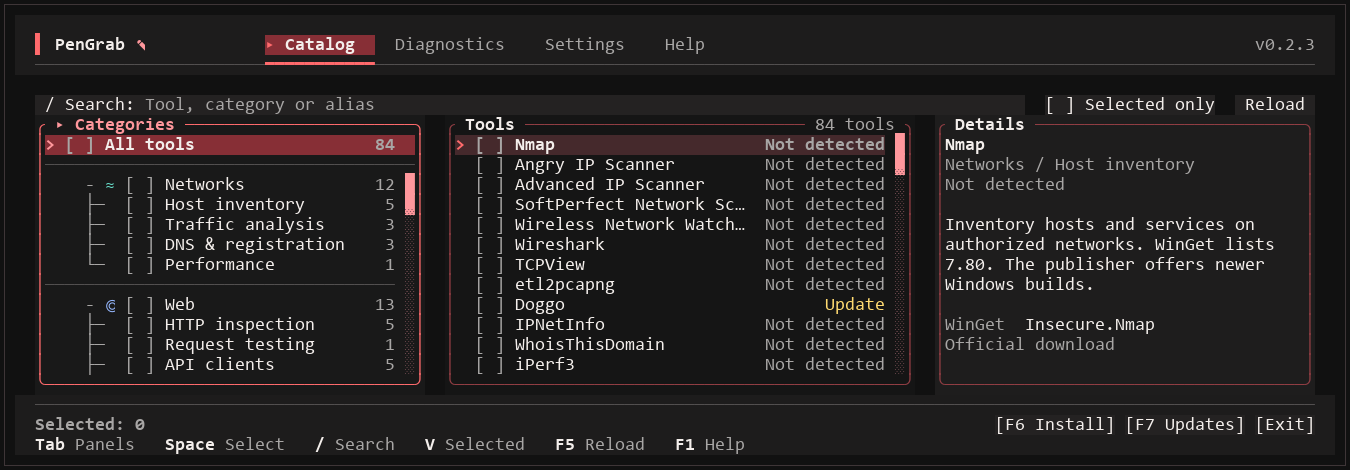 PenGrab Catalog Diagnostics Settings Help v0.2.3
/ Search: Tool, category or alias [ ] Selected only Reload
Categories
> [ ] All tools 84
- ≈ [ ] Networks 12
[ ] Host inventory 5
[ ] Traffic analysis 3
[ ] DNS & registration 3
[ ] Performance 1
- @ [ ] Web 13
[ ] HTTP inspection 5
[ ] Request testing 1
[ ] API clients 5
Tools 84 tools
> [ ] Nmap Not detected
[ ] Angry IP Scanner Not detected
[ ] Advanced IP Scanner Not detected
[ ] SoftPerfect Network Sc… Not detected
[ ] Wireless Network Watch… Not detected
[ ] Wireshark Not detected
[ ] TCPView Not detected
[ ] etl2pcapng Not detected
[ ] Doggo Update
[ ] IPNetInfo Not detected
[ ] WhoisThisDomain Not detected
[ ] iPerf3 Not detected
Details
Nmap
Networks / Host inventory
Not detected
Inventory hosts and services on
authorized networks. WinGet lists
7.80. The publisher offers newer
Windows builds.
WinGet Insecure.Nmap
Official download
Selected: 0
[F6 Install] [F7 Updates] [Exit]
Tab Panels Space Select / Search V Selected F5 Reload F1 Help